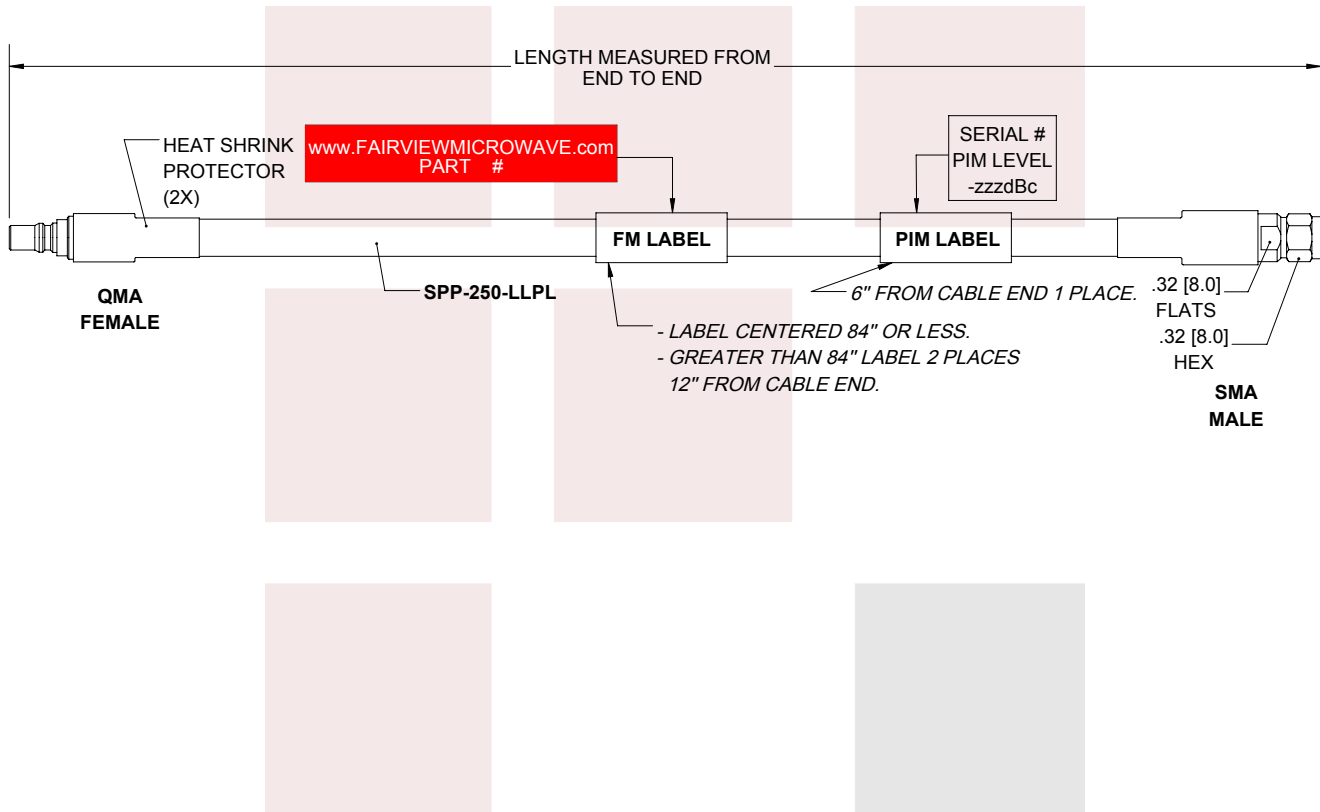 LENGTH MEASURED FROM
END TO END
HEAT SHRINK
PROTECTOR
(2X)
www.FAIRVIEWMICROWAVE.com
PART #
SERIAL #
PIM LEVEL
-zzzdBc
FM LABEL
PIM LABEL
QMA
FEMALE
SPP-250-LLPL
6" FROM CABLE END 1 PLACE.
- LABEL CENTERED 84" OR LESS.
- GREATER THAN 84" LABEL 2 PLACES
12" FROM CABLE END.
.32 [8.0]
FLATS
.32 [8.0]
HEX
SMA
MALE